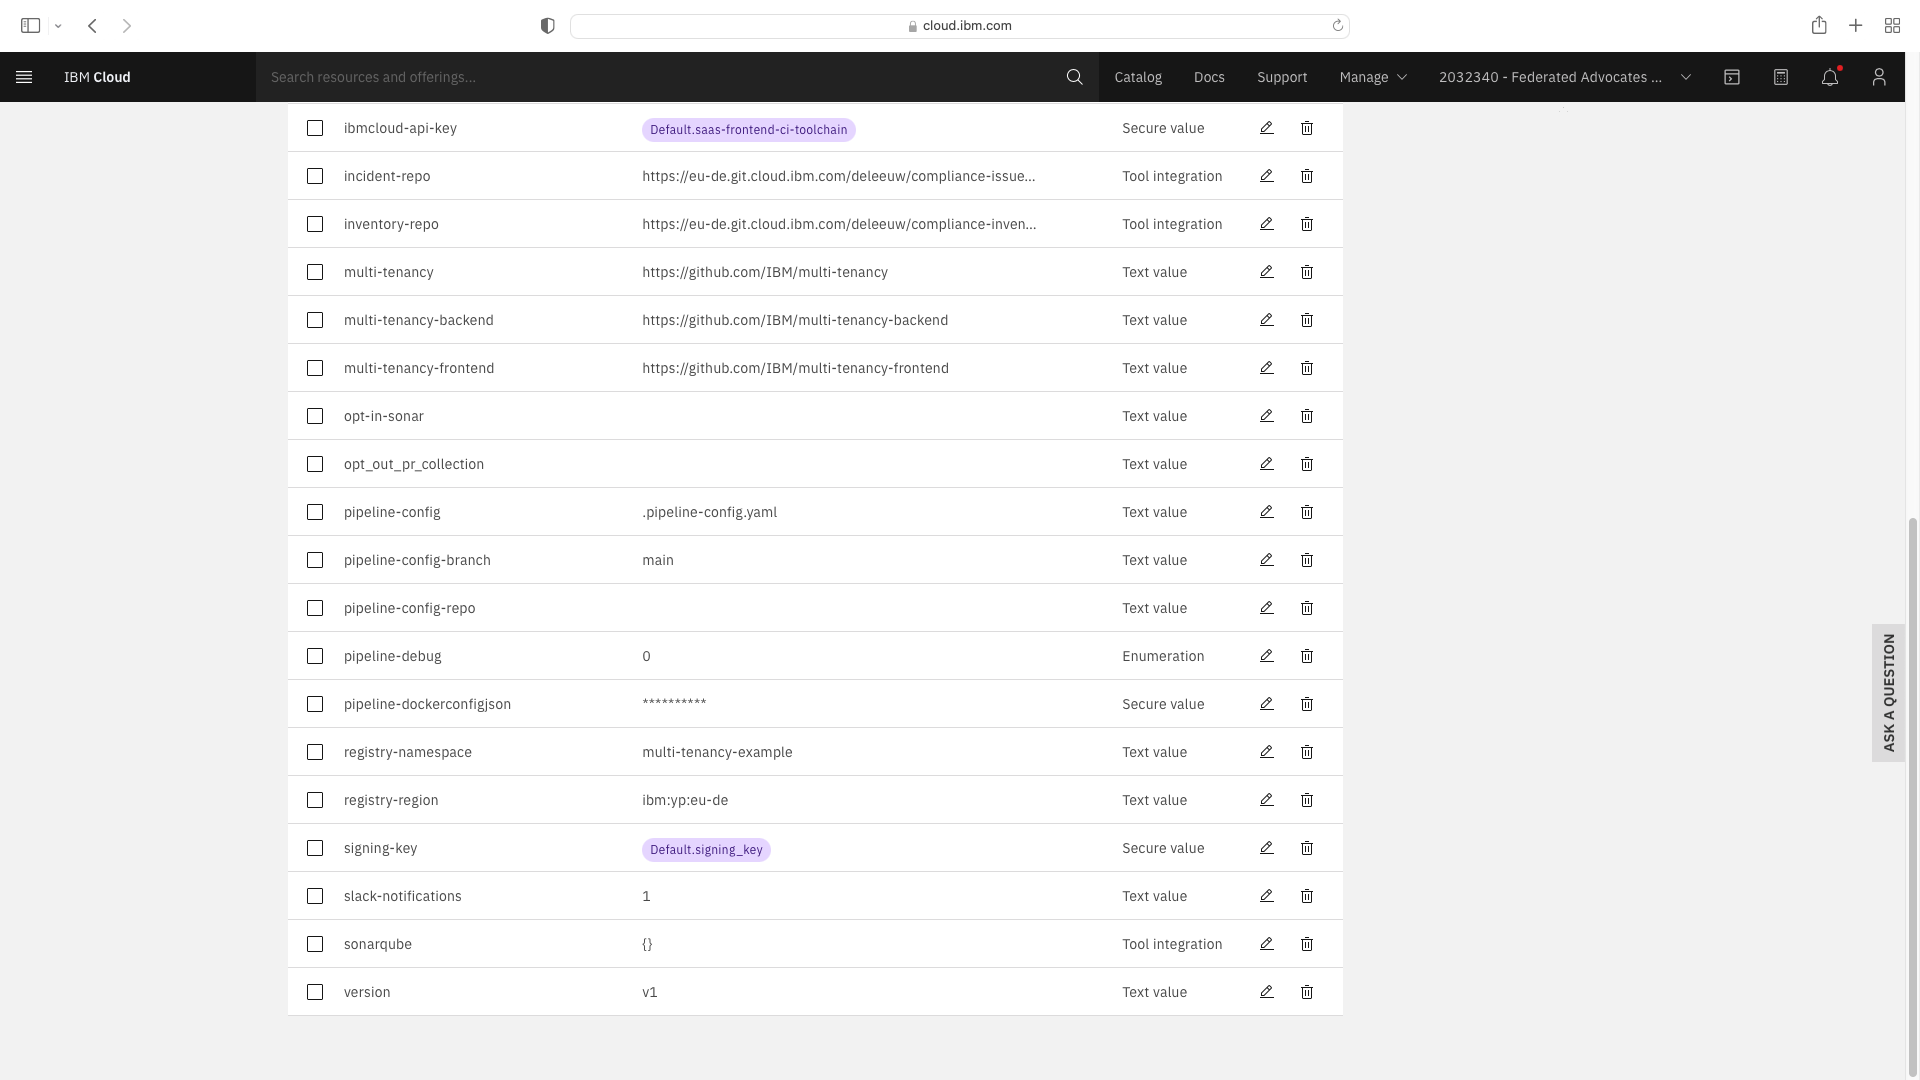 cloud.ibm.com
IBM Cloud
Search resources and offerings...
Catalog
Docs
Support
Manage
2032340 - Federated Advocates ...
ibmcloud-api-key Default.saas-frontend-ci-toolchain Secure value
incident-repo https://eu-de.git.cloud.ibm.com/deleeuw/compliance-issue... Tool integration
inventory-repo https://eu-de.git.cloud.ibm.com/deleeuw/compliance-inven... Tool integration
multi-tenancy https://github.com/IBM/multi-tenancy Text value
multi-tenancy-backend https://github.com/IBM/multi-tenancy-backend Text value
multi-tenancy-frontend https://github.com/IBM/multi-tenancy-frontend Text value
opt-in-sonar Text value
opt_out_pr_collection Text value
pipeline-config .pipeline-config.yaml Text value
pipeline-config-branch main Text value
pipeline-config-repo Text value
pipeline-debug 0 Enumeration
pipeline-dockerconfigjson ********** Secure value
registry-namespace multi-tenancy-example Text value
registry-region ibm:yp:eu-de Text value
signing-key Default.signing_key Secure value
slack-notifications 1 Text value
sonarqube {} Tool integration
version v1 Text value
ASK A QUESTION